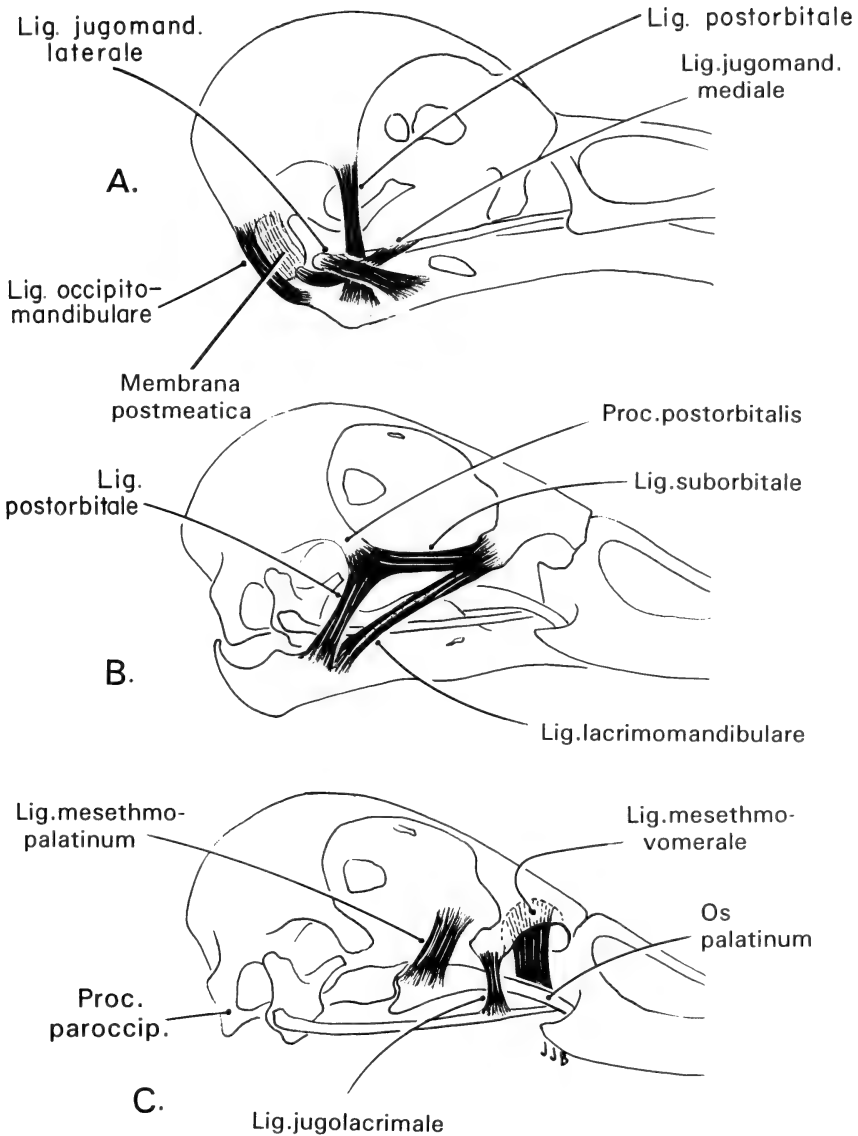 Lig. jugomand.
laterale
Lig. postorbitale
Lig.jugomand.
mediale
A.
Lig. occipito-
mandibulare
Membrana
postmeatica
Proc.postorbitalis
Lig.
postorbitale
Lig.suborbitale
B.
Lig.lacrimomandibulare
Lig.mesethmo-
palatinum
Lig.mesethmo-
vomerale
Os
palatinum
Proc.
paroccip.
JJB
C.
Lig.jugolacrimale